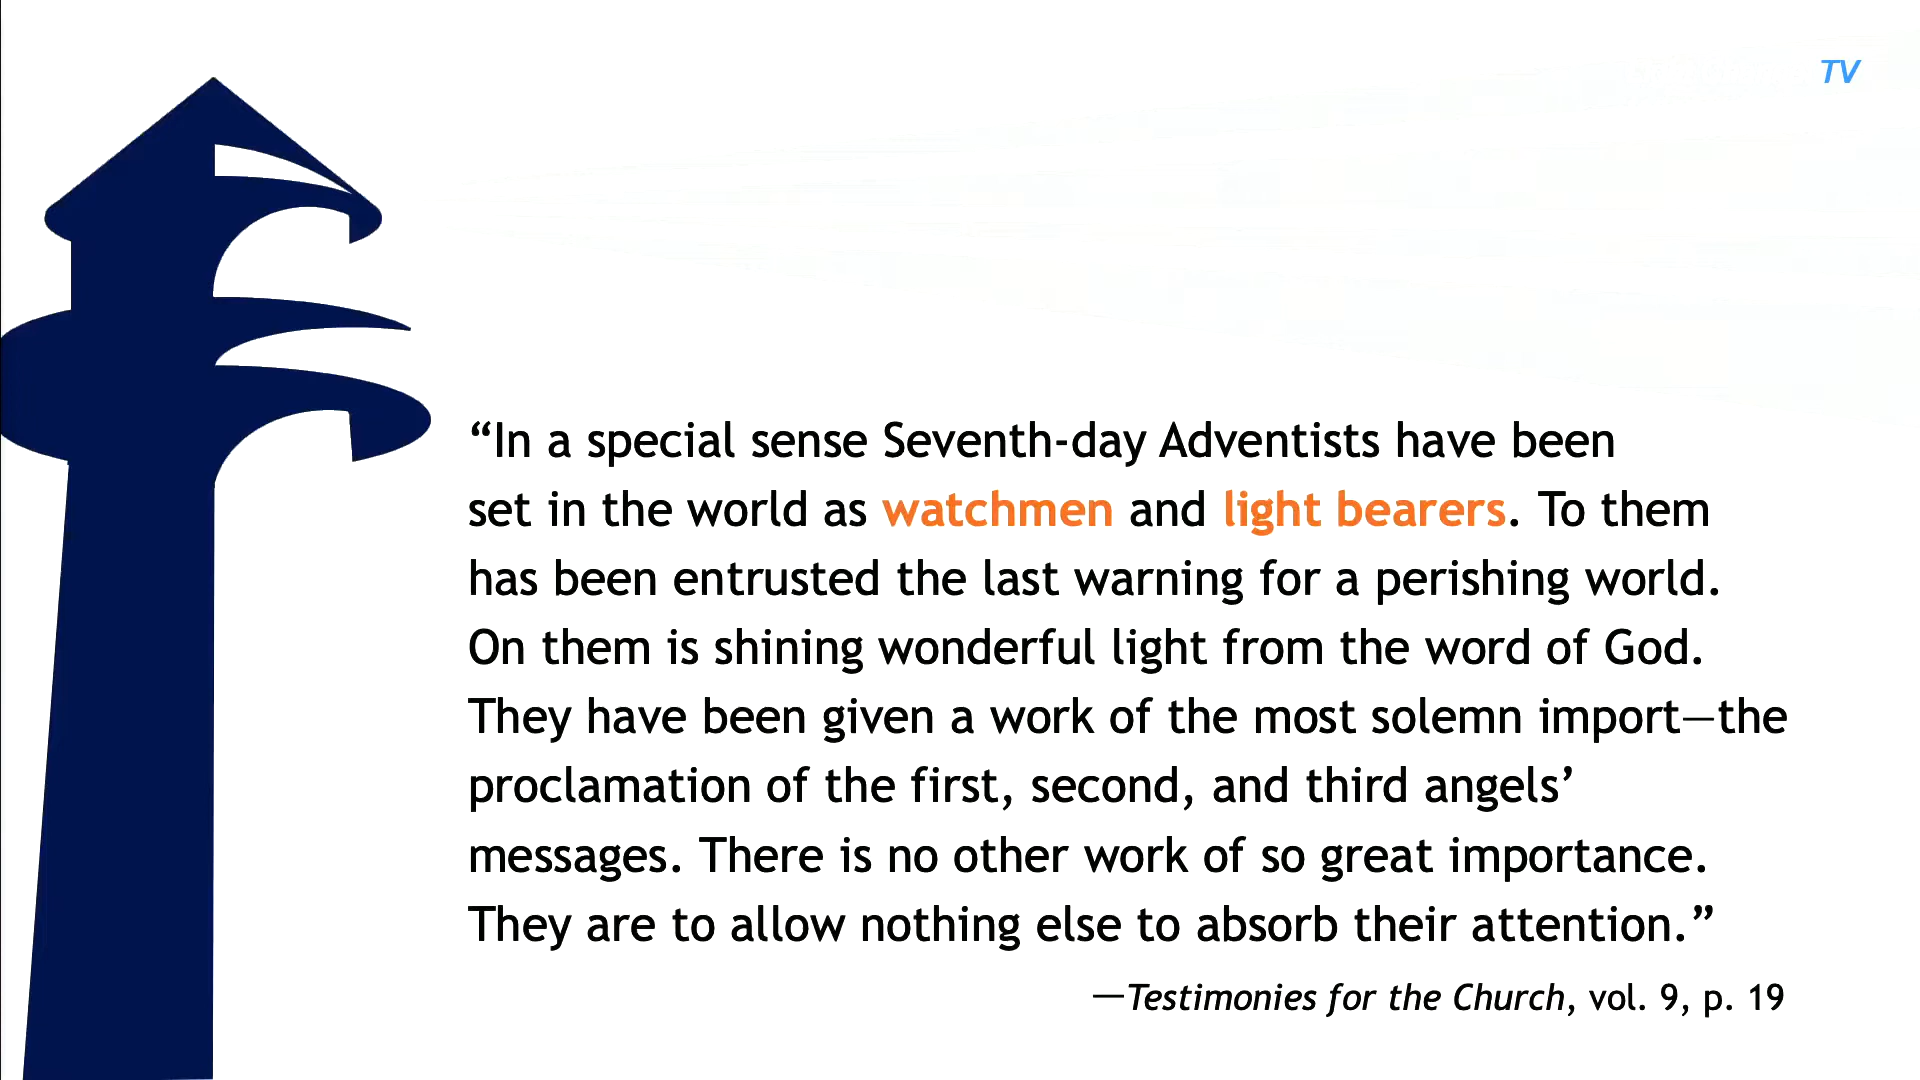 TV
“In a special sense Seventh-day Adventists have been
set in the world as watchmen and light bearers. To them
has been entrusted the last warning for a perishing world.
On them is shining wonderful light from the word of God.
They have been given a work of the most solemn import—the
proclamation of the first, second, and third angels’
messages. There is no other work of so great importance.
They are to allow nothing else to absorb their attention.”
—Testimonies for the Church, vol. 9, p. 19